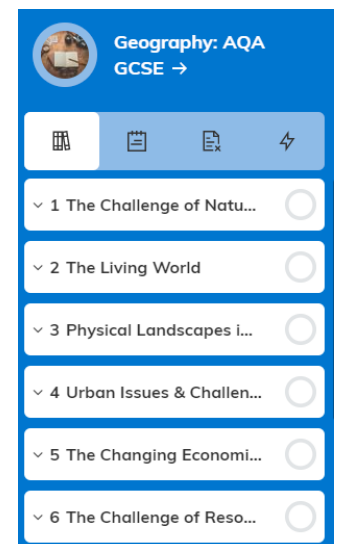 Geography: AQA
GCSE →
1 The Challenge of Natu...
2 The Living World
3 Physical Landscapes i...
4 Urban Issues & Challen...
5 The Changing Economi...
6 The Challenge of Reso...